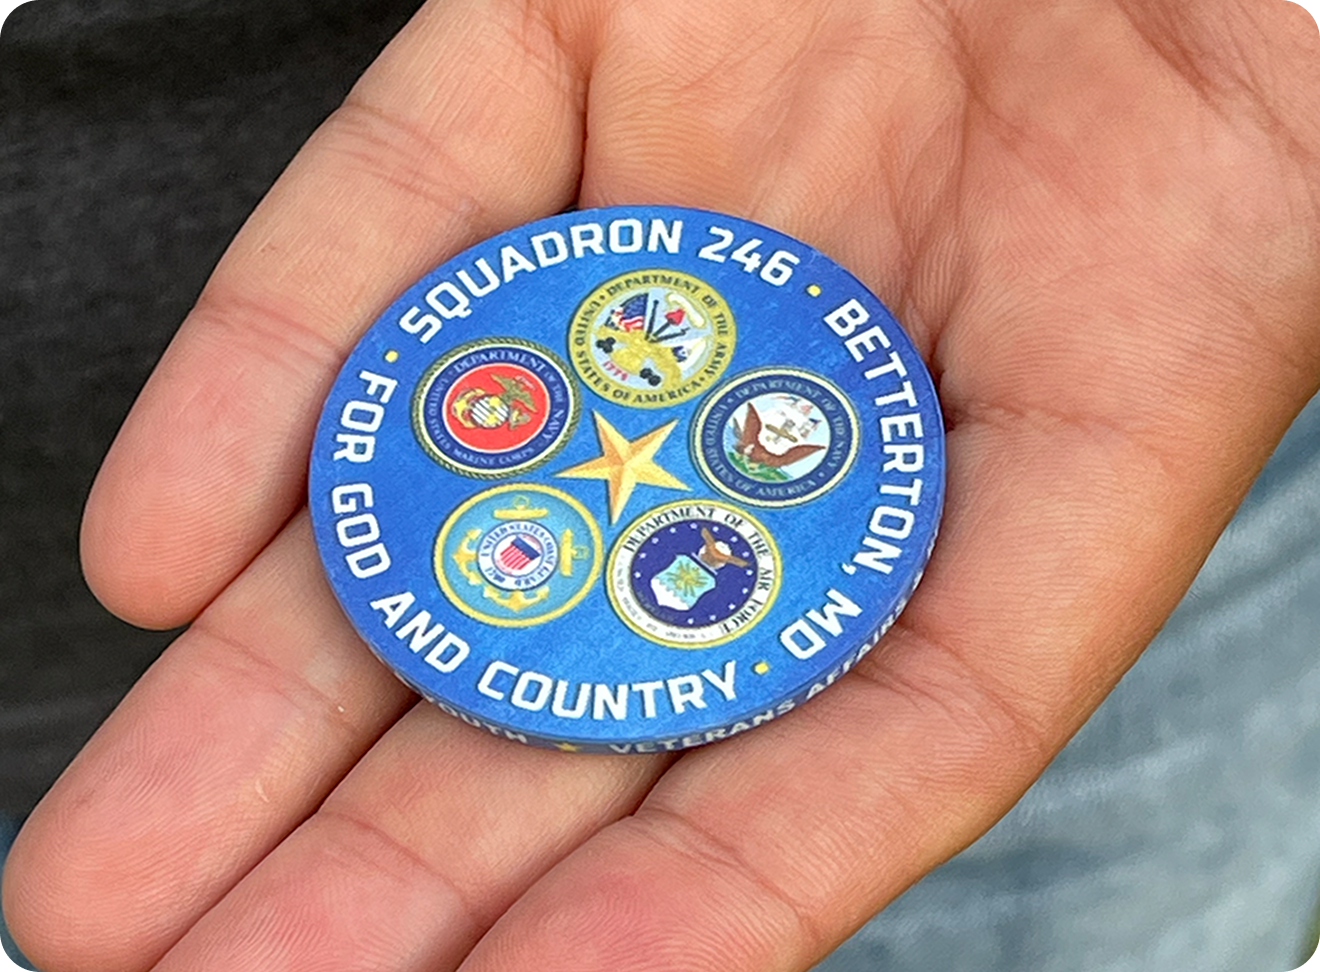 SQUADRON 246 • BETTERTON, MD •
FOR GOD AND COUNTRY •
DEPARTMENT OF THE ARMY
UNITED STATES OF AMERICA
1775
DEPARTMENT OF THE NAVY
UNITED STATES MARINE CORPS
DEPARTMENT OF THE NAVY
UNITED STATES OF AMERICA
UNITED STATES COAST GUARD
1790
DEPARTMENT OF THE AIR FORCE
YOUTH ★ VETERANS AFFAIRS